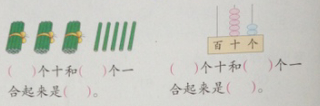 百 十 个
(  )个十和(  )个一
合起来是(  )。
(  )个十和(  )个一
合起来是(  )。